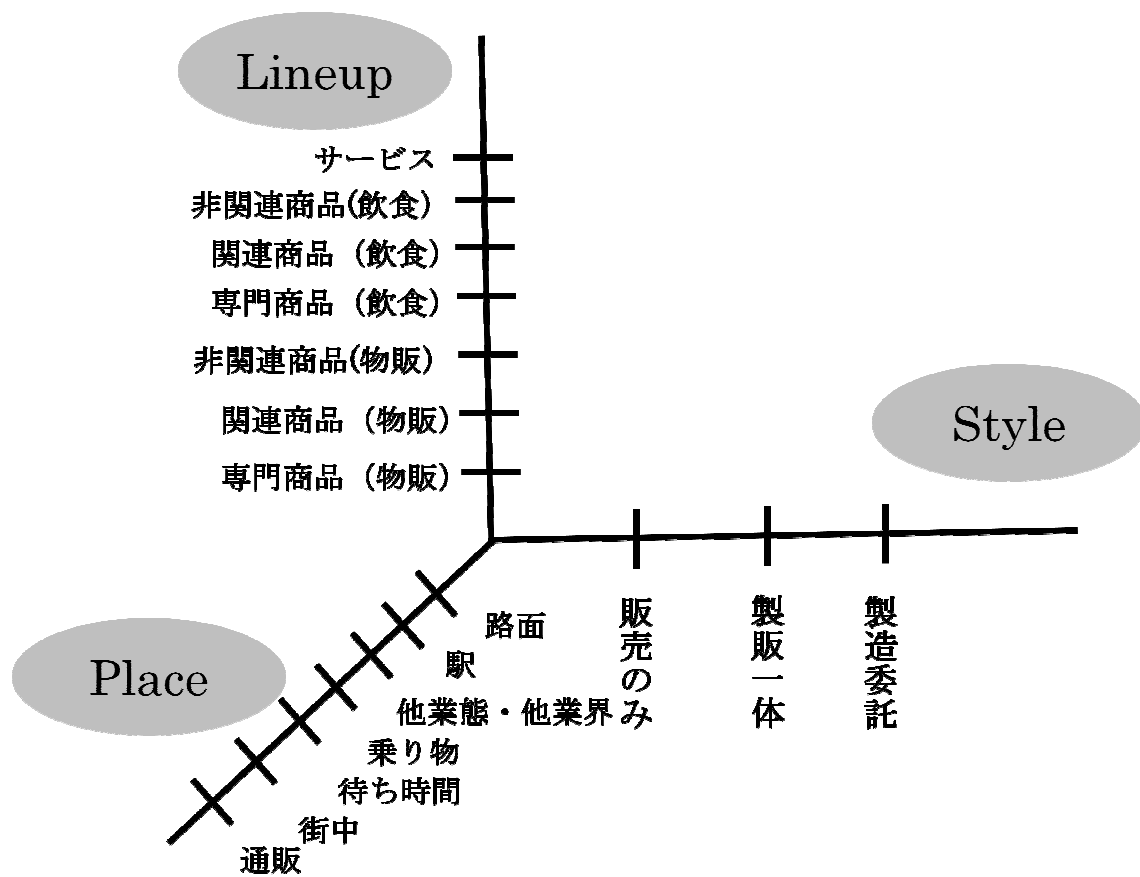 Lineup
サービス
非関連商品(飲食)
関連商品（飲食）
専門商品（飲食）
非関連商品(物販)
関連商品（物販）
専門商品（物販）
Style
販売のみ
製販一体
製造委託
Place
路面
駅
他業態・他業界
乗り物
待ち時間
街中
通販